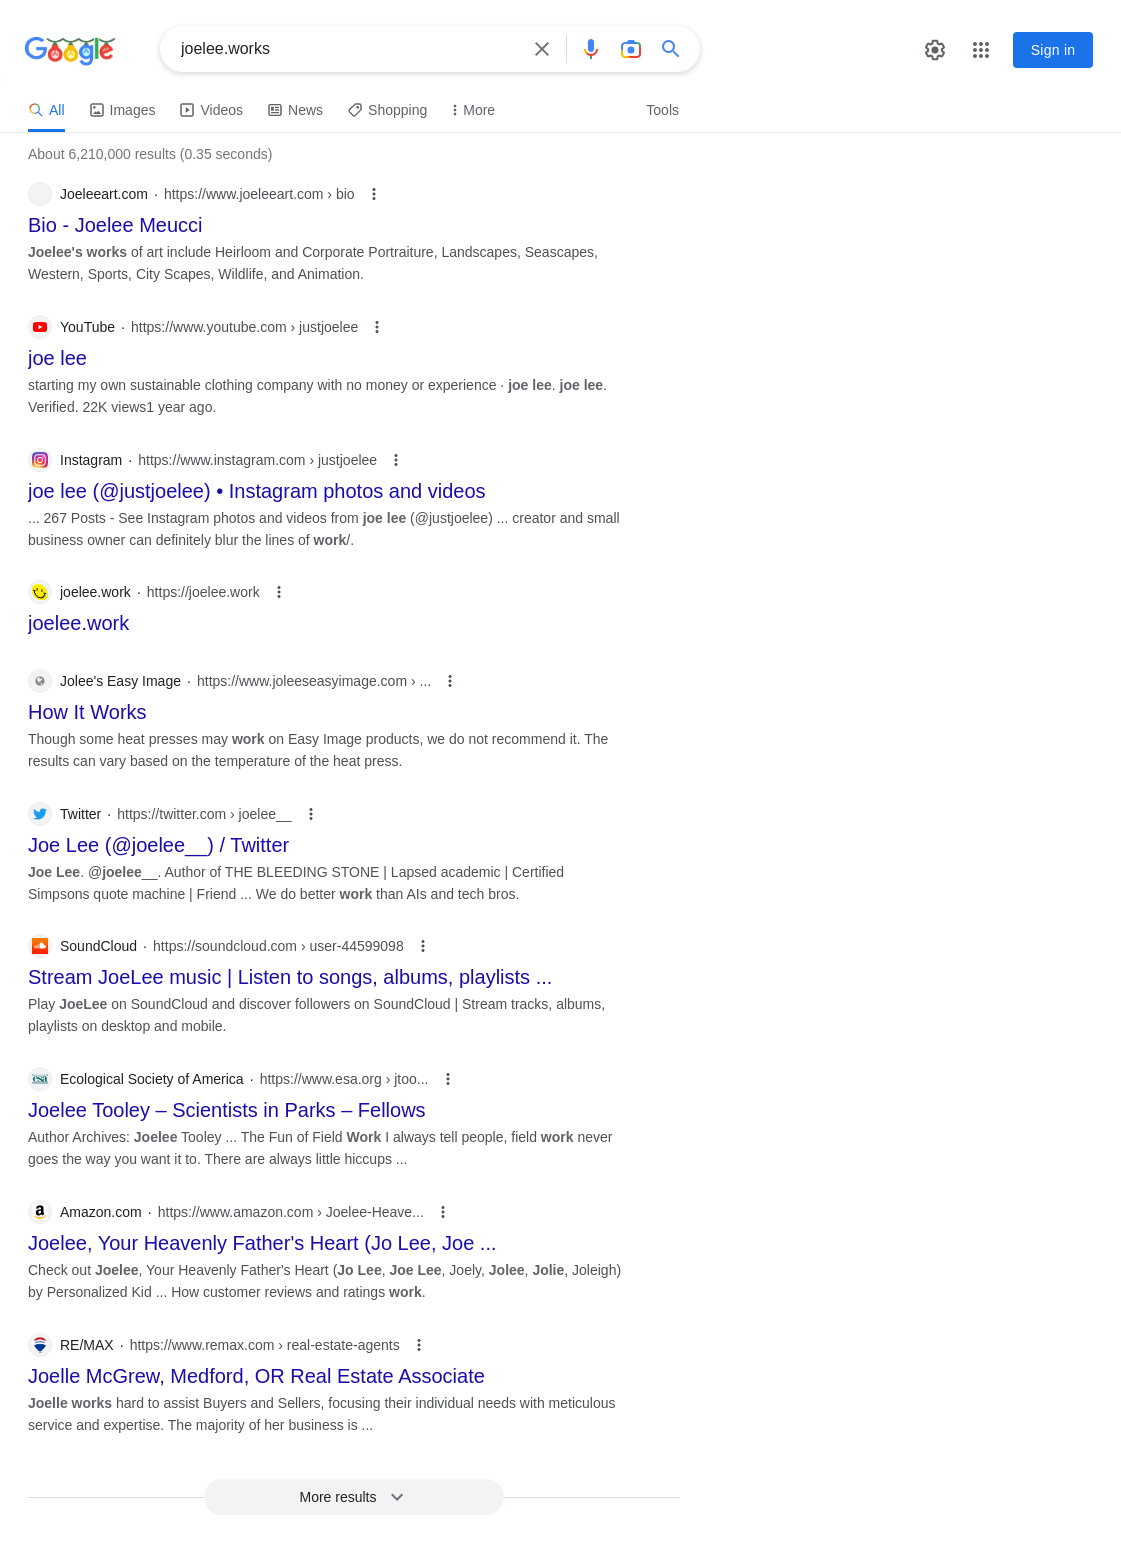 Google
joelee.works
Sign in
All
Images
Videos
News
Shopping
More
Tools
About 6,210,000 results (0.35 seconds)
Joeleeart.com · https://www.joeleeart.com › bio
Bio - Joelee Meucci
Joelee's works of art include Heirloom and Corporate Portraiture, Landscapes, Seascapes,
Western, Sports, City Scapes, Wildlife, and Animation.
YouTube · https://www.youtube.com › justjoelee
joe lee
starting my own sustainable clothing company with no money or experience · joe lee. joe lee.
Verified. 22K views1 year ago.
Instagram · https://www.instagram.com › justjoelee
joe lee (@justjoelee) • Instagram photos and videos
... 267 Posts - See Instagram photos and videos from joe lee (@justjoelee) ... creator and small
business owner can definitely blur the lines of work/.
joelee.work · https://joelee.work
joelee.work
Jolee's Easy Image · https://www.joleeseasyimage.com › ...
How It Works
Though some heat presses may work on Easy Image products, we do not recommend it. The
results can vary based on the temperature of the heat press.
Twitter · https://twitter.com › joelee__
Joe Lee (@joelee__) / Twitter
Joe Lee. @joelee__. Author of THE BLEEDING STONE | Lapsed academic | Certified
Simpsons quote machine | Friend ... We do better work than AIs and tech bros.
SoundCloud · https://soundcloud.com › user-44599098
Stream JoeLee music | Listen to songs, albums, playlists ...
Play JoeLee on SoundCloud and discover followers on SoundCloud | Stream tracks, albums,
playlists on desktop and mobile.
esa
Ecological Society of America · https://www.esa.org › jtoo...
Joelee Tooley – Scientists in Parks – Fellows
Author Archives: Joelee Tooley ... The Fun of Field Work I always tell people, field work never
goes the way you want it to. There are always little hiccups ...
Amazon.com · https://www.amazon.com › Joelee-Heave...
Joelee, Your Heavenly Father's Heart (Jo Lee, Joe ...
Check out Joelee, Your Heavenly Father's Heart (Jo Lee, Joe Lee, Joely, Jolee, Jolie, Joleigh)
by Personalized Kid ... How customer reviews and ratings work.
RE/MAX · https://www.remax.com › real-estate-agents
Joelle McGrew, Medford, OR Real Estate Associate
Joelle works hard to assist Buyers and Sellers, focusing their individual needs with meticulous
service and expertise. The majority of her business is ...
More results